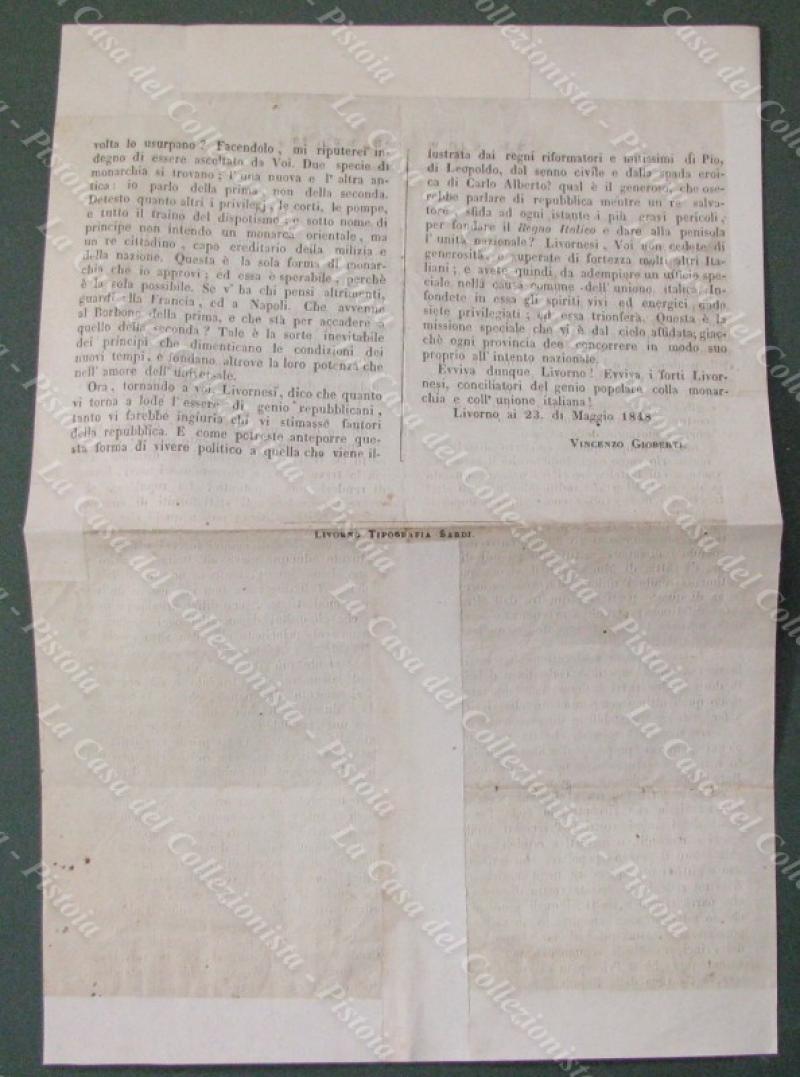 volta lo usurpano? Facendolo, mi riputerei in-
degno di essere ascoltato da Voi. Due specie di
monarchia si trovano; l'una nuova e l'altra an-
tica: io parlo della prima, non della seconda.
Detesto quanto altri i privilegj, le corti, le pompe,
e tutto il traino del dispotismo; e sotto nome di
principe non intendo un monarca orientale, ma
un re cittadino, capo ereditario della milizia e
della nazione. Questa è la sola forma di monar-
chia che io approvi; ed essa è sperabile, perchè
è la sola possibile. Se v'ha chi pensi altrimenti,
guardi alla Francia, ed a Napoli. Che avvenne
al Borbone della prima, e che stà per accadere a
quello della seconda? Tale è la sorte inevitabile
dei principi che dimenticano le condizioni dei
nuovi tempi, e fondano altrove la loro potenza che
nell'amore dell'universale.
Ora, tornando a voi, Livornesi, dico che quanto
vi torna a lode l'essere di genio repubblicani,
tanto vi farebbe ingiuria chi vi stimasse fautori
della repubblica. E come potreste anteporre que-
sta forma di vivere politico a quella che viene il-
lustrata dai regni riformatori e mitissimi di Pio,
di Leopoldo, dal senno civile e dalla spada eroi-
ca di Carlo Alberto? qual è il generoso, che ose-
rebbe parlare di repubblica mentre un re salva-
tore sfida ad ogni istante i più gravi pericoli,
per fondare il Regno Italico e dare alla penisola
l'unità nazionale? Livornesi, Voi non cedete di
generosità, superate di fortezza molti altri Ita-
liani; e avete quindi da adempiere un ufficio spe-
ciale nella causa comune dell'unione italica. In-
fondete in essa gli spiriti vivi ed energici, onde
siete privilegiati; ed essa trionferà. Questa è la
missione speciale che vi è dal cielo affidata; giac-
chè ogni provincia dee concorrere in modo suo
proprio all'intento nazionale.
Evviva dunque Livorno! Evviva i forti Livor-
nesi, conciliatori del genio popolare colla monar-
chia e coll'unione italiana!
Livorno ai 23. di Maggio 1848
VINCENZO GIOBERTI.
LIVORNO TIPOGRAFIA SARDI.
La Casa del Collezionista - Pistoia